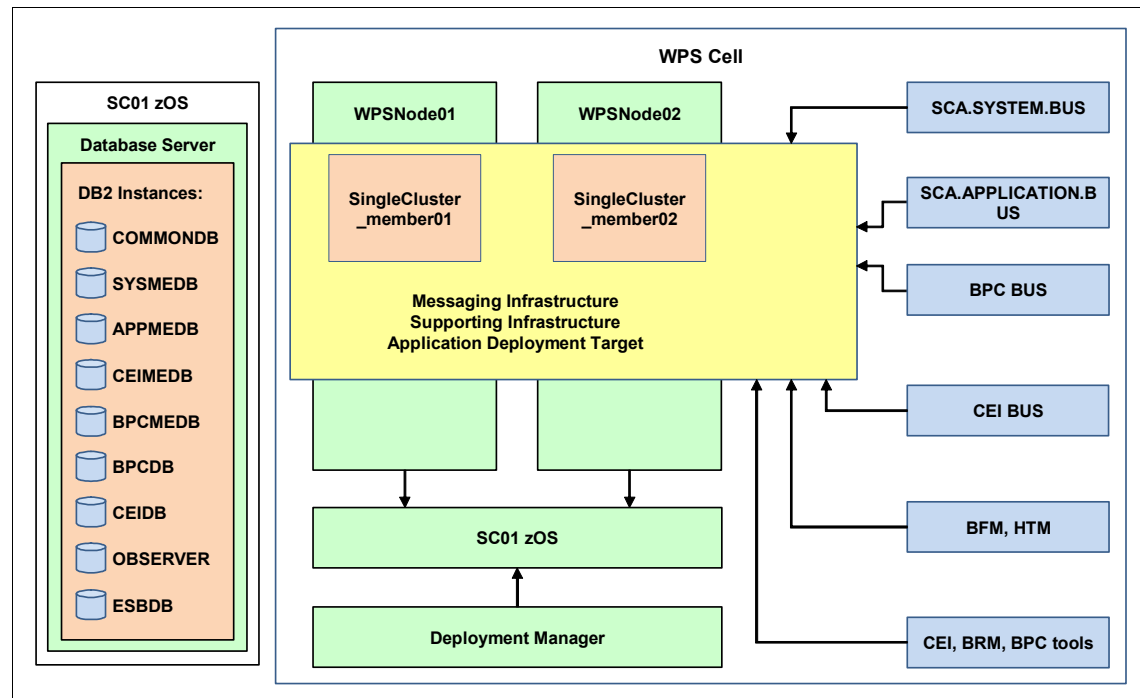 WPS Cell
SC01 zOS
Database Server
DB2 Instances:
COMMONDB
SYSMEDB
APPMEDB
CEIMEDB
BPCMEDB
BPCDB
CEIDB
OBSERVER
ESBDB
WPSNode01
WPSNode02
SingleCluster
_member01
SingleCluster
_member02
Messaging Infrastructure
Supporting Infrastructure
Application Deployment Target
SC01 zOS
Deployment Manager
SCA.SYSTEM.BUS
SCA.APPLICATION.B
US
BPC BUS
CEI BUS
BFM, HTM
CEI, BRM, BPC tools